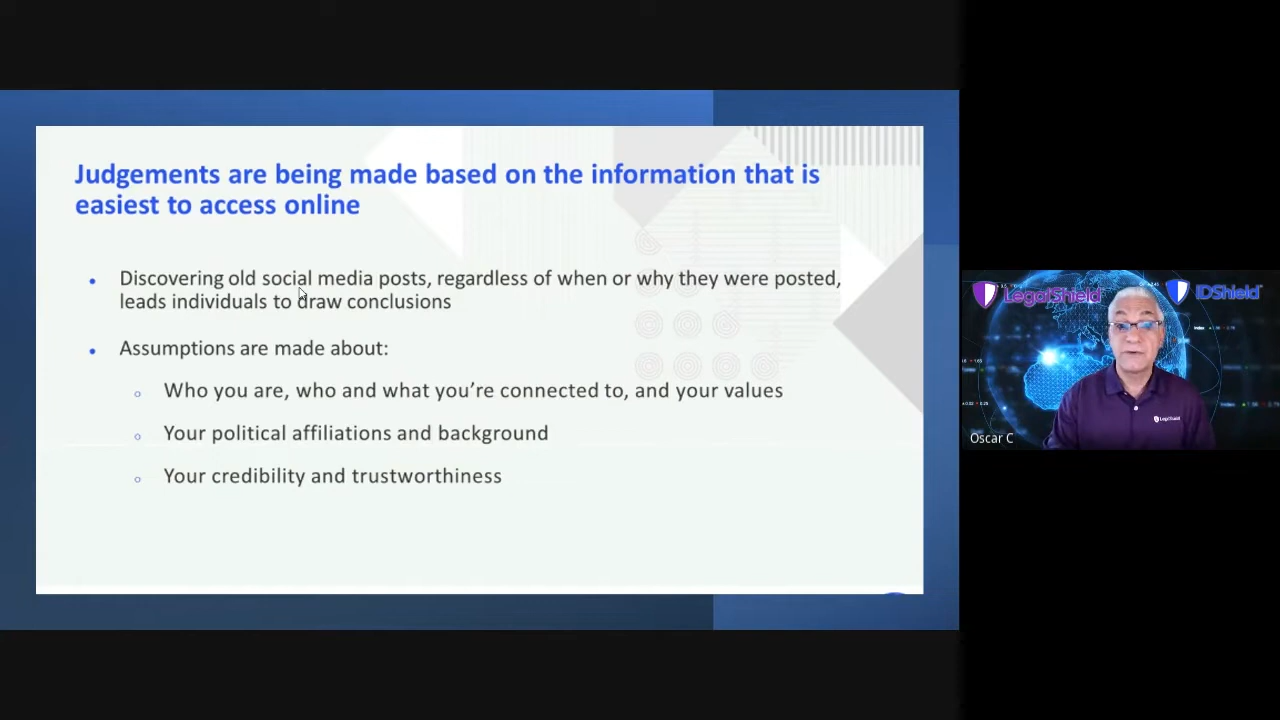 Judgements are being made based on the information that is
easiest to access online
Discovering old social media posts, regardless of when or why they were posted,
leads individuals to draw conclusions
Assumptions are made about:
Who you are, who and what you’re connected to, and your values
Your political affiliations and background
Your credibility and trustworthiness
LegalShield
IDShield
LegalShield
Oscar C